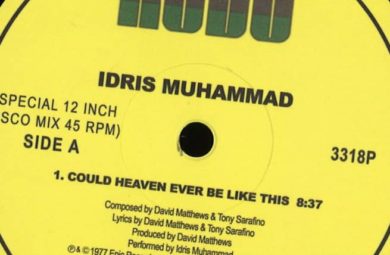 IDRIS MUHAMMAD
SPECIAL 12 INCH
SCO MIX 45 RPM)
SIDE A
3318P
1. COULD HEAVEN EVER BE LIKE THIS 8:37
Composed by David Matthews & Tony Sarafino
Lyrics by David Matthews & Tony Sarafino
Produced by David Matthews
Performed by Idris Muhammad
℗ & © 1977 Epic